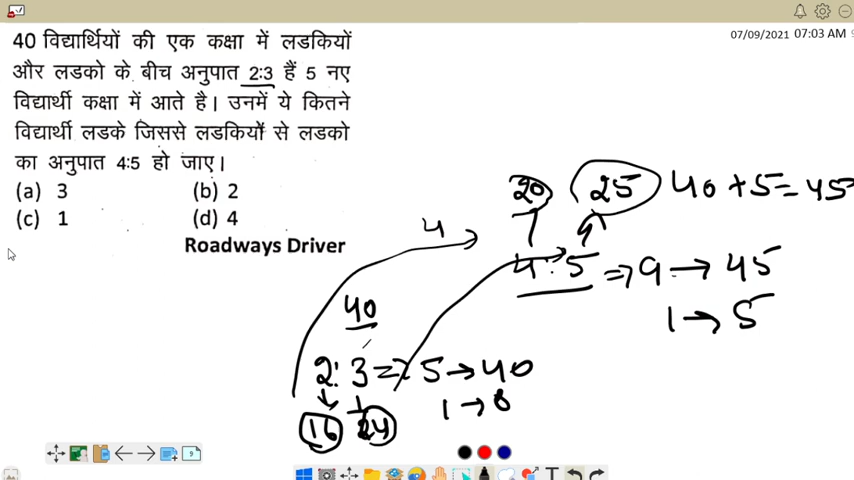 07/09/2021 07:03 AM
40 विद्यार्थियों की एक कक्षा में लडकियों
और लडको के बीच अनुपात 2:3 हैं 5 नए
विद्यार्थी कक्षा में आते है। उनमें ये कितने
विद्यार्थी लडके जिससे लडकियों से लडको
का अनुपात 4:5 हो जाए।
(a) 3 (b) 2
(c) 1 (d) 4
Roadways Driver
20 25 40+5=45
4
4:5 ⇒ 9 → 45
1 → 5
40
2:3 ⇒ 5 → 40
1 → 8
16 24
9